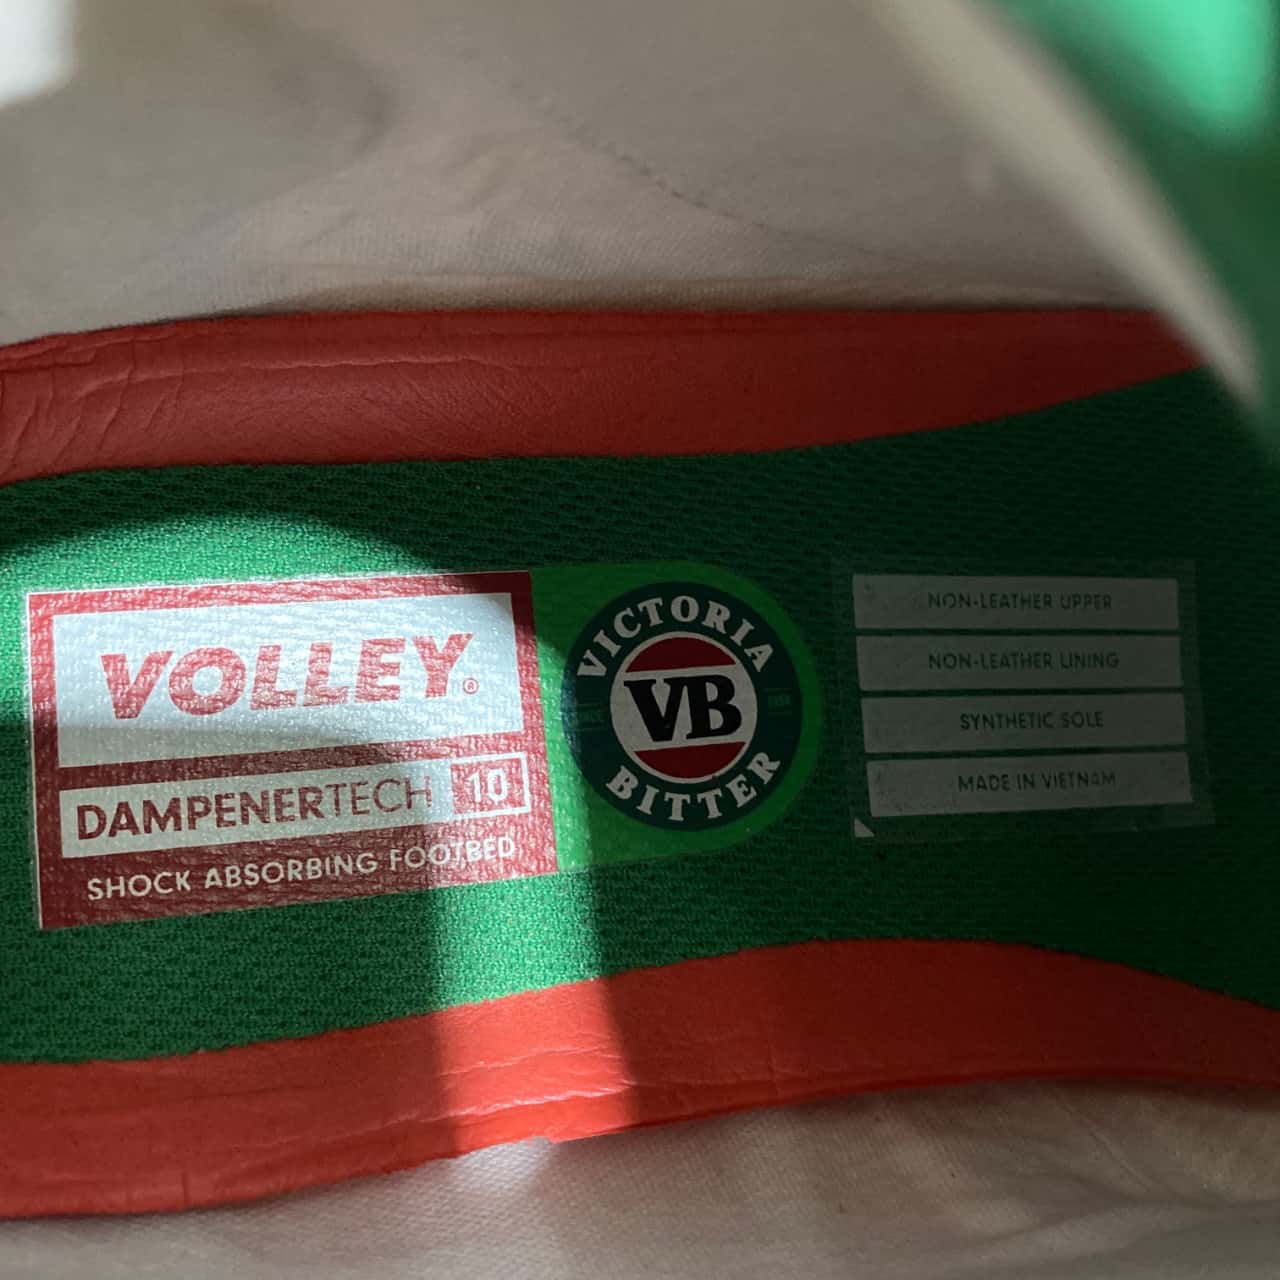 VOLLEY®
DAMPENERTECH 10
SHOCK ABSORBING FOOTBED
VICTORIA
VB
BITTER
NON-LEATHER UPPER
NON-LEATHER LINING
SYNTHETIC SOLE
MADE IN VIETNAM